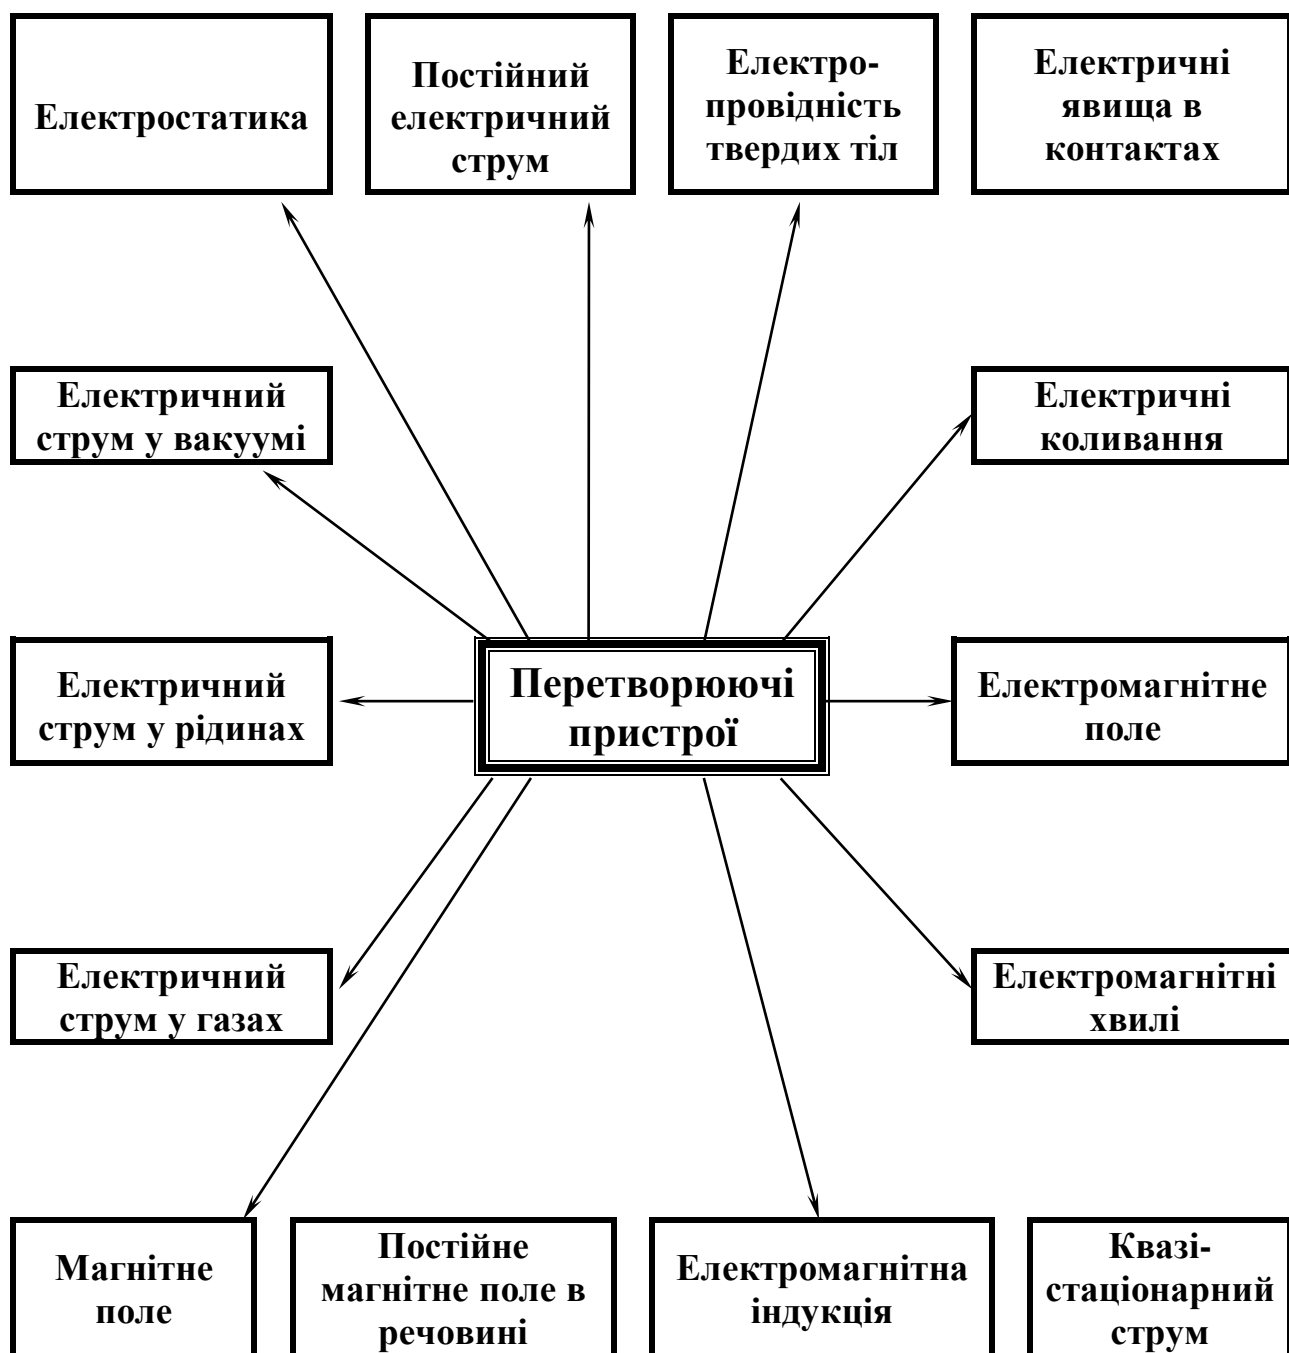 Електростатика
Постійний
електричний
струм
Електро-
провідність
твердих тіл
Електричні
явища в
контактах
Електричний
струм у вакуумі
Електричні
коливання
Електричний
струм у рідинах
Перетворюючі
пристрої
Електромагнітне
поле
Електричний
струм у газах
Електромагнітні
хвилі
Магнітне
поле
Постійне
магнітне поле в
речовині
Електромагнітна
індукція
Квазі-
стаціонарний
струм